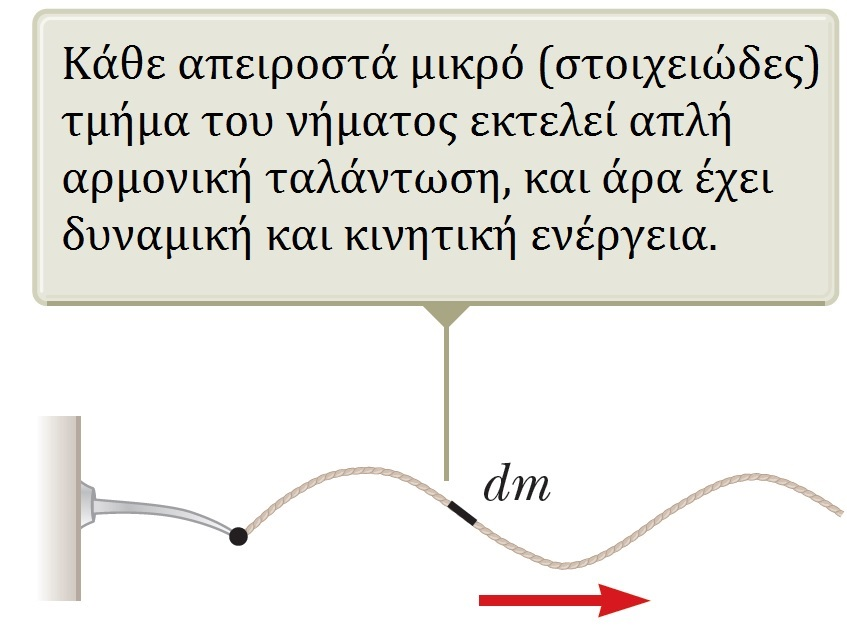 Κάθε απειροστά μικρό (στοιχειώδες)
τμήμα του νήματος εκτελεί απλή
αρμονική ταλάντωση, και άρα έχει
δυναμική και κινητική ενέργεια.
dm